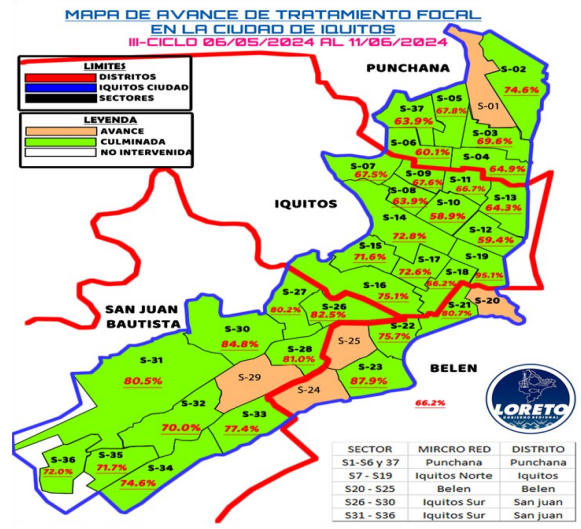 MAPA DE AVANCE DE TRATAMIENTO FOCAL
EN LA CIUDAD DE IQUITOS
III-CICLO 06/05/2024 AL 11/06/2024
LIMITES
DISTRITOS
IQUITOS CIUDAD
SECTORES
LEYENDA
AVANCE
CULMINADA
NO INTERVENIDA
PUNCHANA
S-02
74.6%
S-01
S-05
67.8%
S-37
63.9%
S-03
69.6%
S-06
60.1%
S-04
64.9%
IQUITOS
S-07
67.5%
S-09
67.6%
S-11
66.7%
S-08
63.9%
S-10
58.9%
S-13
64.3%
S-14
72.8%
S-12
59.4%
S-15
71.6%
S-17
72.6%
S-18
66.2%
S-19
95.1%
S-16
75.1%
S-20
S-21
80.7%
SAN JUAN
BAUTISTA
S-27
80.2%
S-26
82.5%
S-22
75.7%
S-30
84.8%
S-25
S-28
81.0%
S-31
80.5%
S-29
S-23
87.9%
BELEN
S-24
66.2%
S-32
70.0%
S-33
77.4%
S-36
72.0%
S-35
71.7%
S-34
74.6%
LORETO
GOBIERNO REGIONAL
SECTOR MIRCRO RED DISTRITO
S1-S6 y 37 Punchana Punchana
S7 - S19 Iquitos Norte Iquitos
S20 - S25 Belen Belen
S26 - S30 Iquitos Sur San juan
S31 - S36 Iquitos Sur San juan